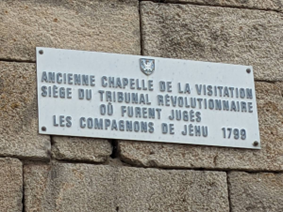 ANCIENNE CHAPELLE DE LA VISITATION
SIÈGE DU TRIBUNAL RÉVOLUTIONNAIRE
OÙ FURENT JUGÉS
LES COMPAGNONS DE JÉHU 1799